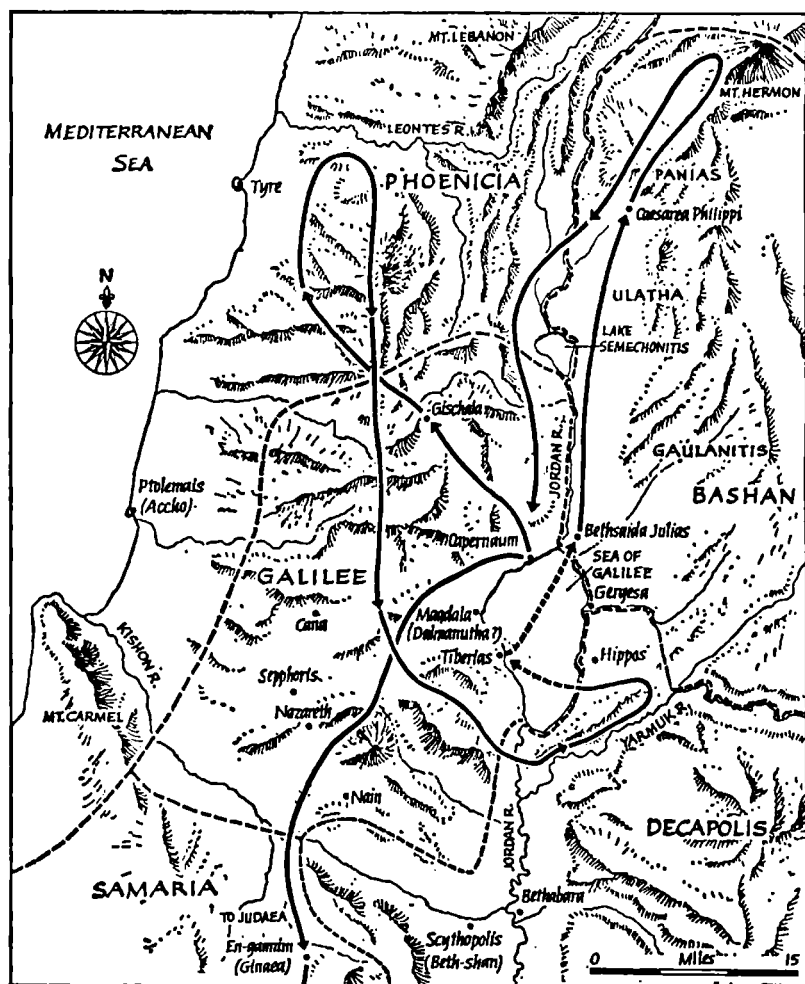 MT. LEBANON
MT. HERMON
MEDITERRANEAN
SEA
LEONTES R.
Tyre
PHOENICIA
PANIAS
Caesarea Philippi
N
ULATHA
LAKE
SEMECHONITIS
Gischala
JORDAN R.
GAULANITIS
BASHAN
Ptolemais
(Accho)
Capernaum
Bethsaida Julias
SEA OF
GALILEE
Gergesa
GALILEE
Cana
Magdala
(Dalmanutha?)
KISHON R.
Tiberias
Hippos
Sepphoris
Nazareth
MT. CARMEL
YARMUK R.
Nain
JORDAN R.
DECAPOLIS
SAMARIA
TO JUDAEA
Bethabara
En-gannim
(Ginaea)
Scythopolis
(Beth-shan)
0 Miles 15